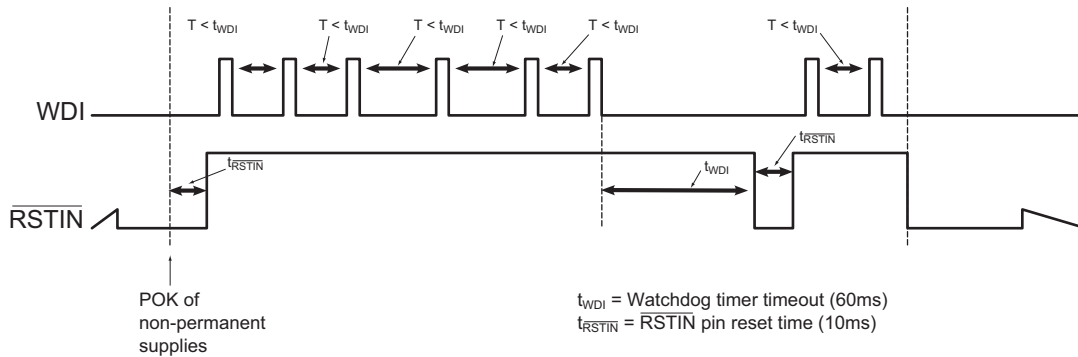 T < tWDI
T < tWDI
T < tWDI
T < tWDI
T < tWDI
T < tWDI
WDI
tRSTIN
tRSTIN
tWDI
RSTIN
POK of
non-permanent
supplies
tWDI = Watchdog timer timeout (60ms)
tRSTIN = RSTIN pin reset time (10ms)